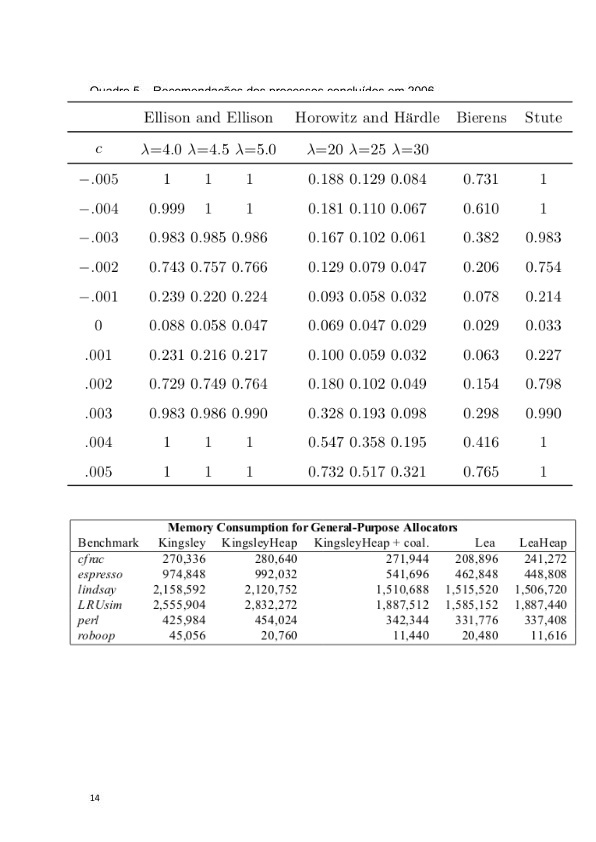 Quadro 5 – Recomendações dos processos concluídos em 2006
Ellison and Ellison Horowitz and Härdle Bierens Stute
c λ=4.0 λ=4.5 λ=5.0 λ=20 λ=25 λ=30
−.005 1 1 1 0.188 0.129 0.084 0.731 1
−.004 0.999 1 1 0.181 0.110 0.067 0.610 1
−.003 0.983 0.985 0.986 0.167 0.102 0.061 0.382 0.983
−.002 0.743 0.757 0.766 0.129 0.079 0.047 0.206 0.754
−.001 0.239 0.220 0.224 0.093 0.058 0.032 0.078 0.214
0 0.088 0.058 0.047 0.069 0.047 0.029 0.029 0.033
.001 0.231 0.216 0.217 0.100 0.059 0.032 0.063 0.227
.002 0.729 0.749 0.764 0.180 0.102 0.049 0.154 0.798
.003 0.983 0.986 0.990 0.328 0.193 0.098 0.298 0.990
.004 1 1 1 0.547 0.358 0.195 0.416 1
.005 1 1 1 0.732 0.517 0.321 0.765 1
Memory Consumption for General-Purpose Allocators
Benchmark Kingsley KingsleyHeap KingsleyHeap + coal. Lea LeaHeap
cfrac 270,336 280,640 271,944 208,896 241,272
espresso 974,848 992,032 541,696 462,848 448,808
lindsay 2,158,592 2,120,752 1,510,688 1,515,520 1,506,720
LRUsim 2,555,904 2,832,272 1,887,512 1,585,152 1,887,440
perl 425,984 454,024 342,344 331,776 337,408
roboop 45,056 20,760 11,440 20,480 11,616
14